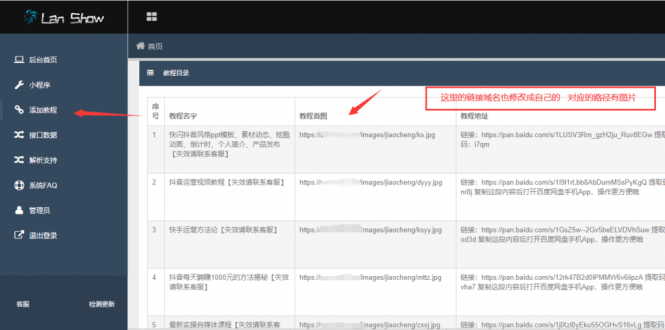 Lan Show
首页
后台首页
小程序
添加教程
接口数据
解析支持
系统FAQ
管理员
退出登录
客服
检测更新
教程目录
这里的链接域名也修改成自己的 对应的路径有图片
序号
教程名字
教程首图
教程地址
1
快闪抖音风格ppt模板、素材动态、炫酷
动画、倒计时、个人简介、产品发布
【失效请联系客服】
https://
/images/jiaocheng/ks.jpg
链接：https://pan.baidu.com/s/1LUSV3Rm_gzH2ju_Ruv8EGw 提取
码：i7qm
2
抖音运营视频教程【失效请联系客服】
https://
/images/jiaocheng/dyyy.jpg
链接：https://pan.baidu.com/s/1I9I1rLbb8AbDumMSsPyKgQ 提取码
nr8j 复制这段内容后打开百度网盘手机App，操作更方便哦
3
快手运营方法论【失效请联系客服】
https://
/images/jiaocheng/ksyy.jpg
链接：https://pan.baidu.com/s/1GsZ5w--2Gv5beELVDVhSuw 提取码
od3d 复制这段内容后打开百度网盘手机App，操作更方便哦
4
抖音每天躺赚1000元的方法揭秘【失效
请联系客服】
https://
/images/jiaocheng/mttz.jpg
链接：https://pan.baidu.com/s/12rk47B2d0iPMMW6v6ilpzA 提取码
vha7 复制这段内容后打开百度网盘手机App，操作更方便哦
5
最新实操自媒体课程【失效请联系客
https://
/images/jiaocheng/zxsj.jpg
链接：https://pan.baidu.com/s/1jiXzI0yEku55OGHvS16vLg 提取码